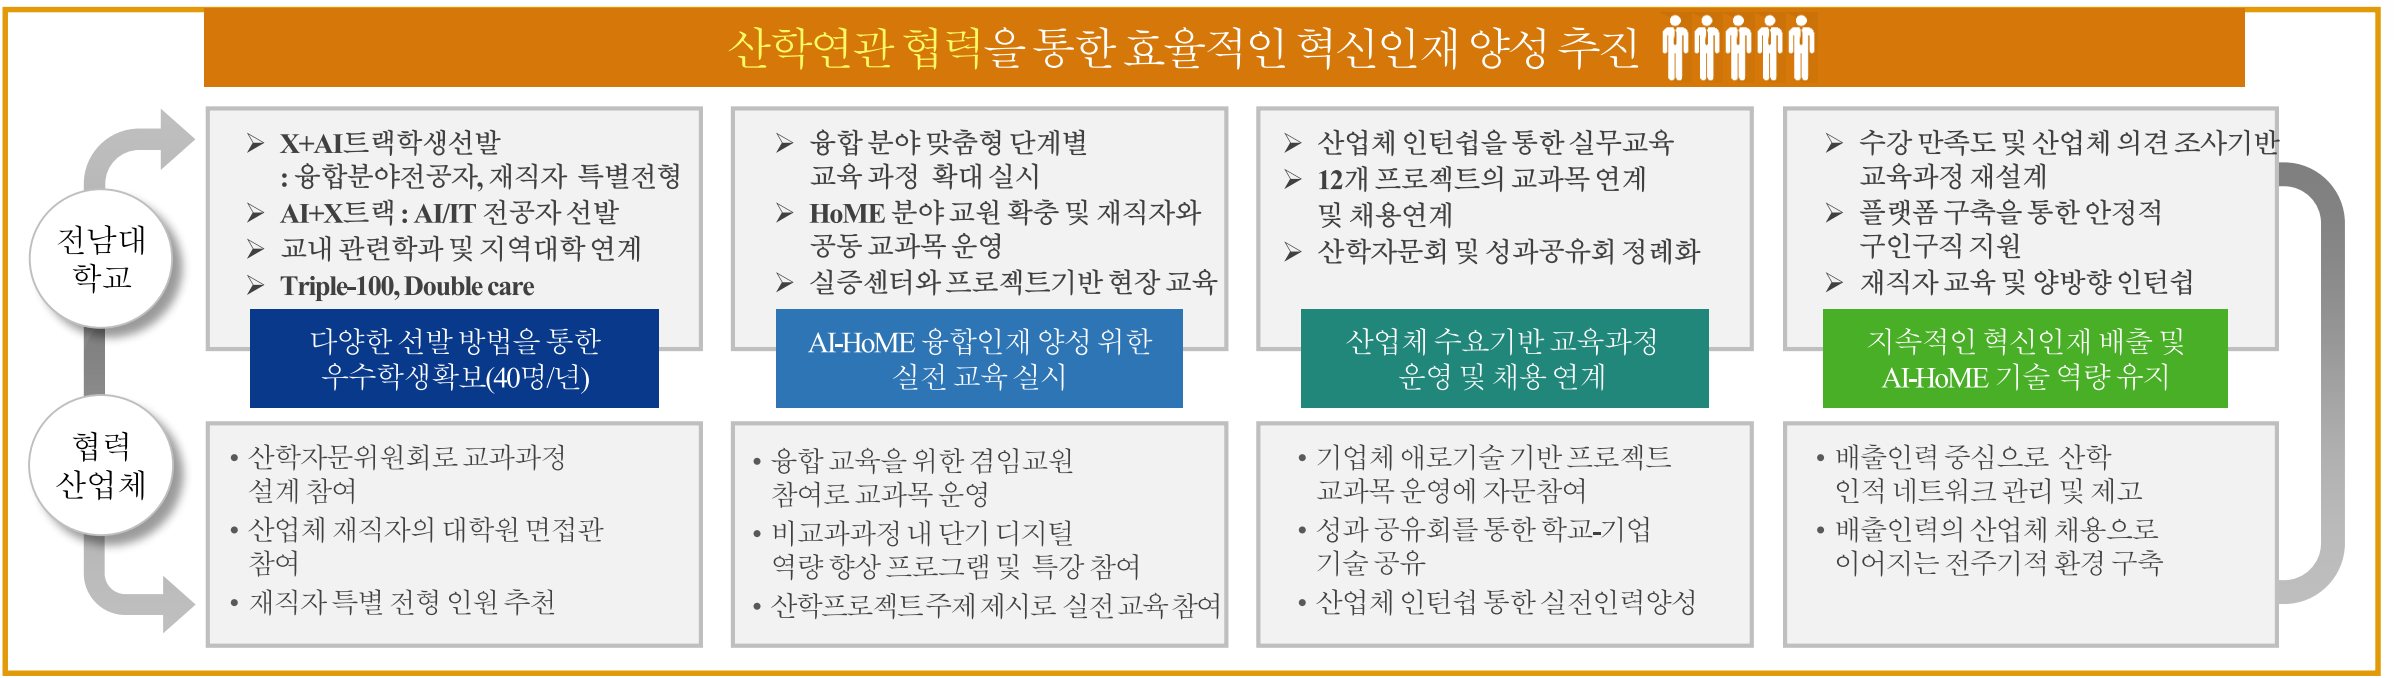 산학연관 협력을 통한 효율적인 혁신인재 양성 추진
전남대
학교
협력
산업체
➢ X+AI트랙학생선발
: 융합분야전공자, 재직자 특별전형
➢ AI+X트랙 : AI/IT 전공자 선발
➢ 교내 관련학과 및 지역대학 연계
➢ Triple-100, Double care
다양한 선발 방법을 통한
우수학생확보(40명/년)
• 산학자문위원회로 교과과정
설계 참여
• 산업체 재직자의 대학원 면접관
참여
• 재직자 특별 전형 인원 추천
➢ 융합 분야 맞춤형 단계별
교육 과정 확대 실시
➢ HoME 분야 교원 확충 및 재직자와
공동 교과목 운영
➢ 실증센터와 프로젝트기반 현장 교육
AI-HoME 융합인재 양성 위한
실전 교육 실시
• 융합 교육을 위한 겸임교원
참여로 교과목 운영
• 비교과과정 내 단기 디지털
역량 향상 프로그램 및 특강 참여
• 산학프로젝트주제 제시로 실전교육 참여
➢ 산업체 인턴쉽을 통한 실무교육
➢ 12개 프로젝트의 교과목 연계
및 채용연계
➢ 산학자문회 및 성과공유회 정례화
산업체 수요기반 교육과정
운영 및 채용 연계
• 기업체 애로기술 기반 프로젝트
교과목 운영에 자문참여
• 성과 공유회를 통한 학교-기업
기술 공유
• 산업체 인턴쉽 통한 실전인력양성
➢ 수강 만족도 및 산업체 의견 조사기반
교육과정 재설계
➢ 플랫폼 구축을 통한 안정적
구인구직 지원
➢ 재직자 교육 및 양방향 인턴쉽
지속적인 혁신인재 배출 및
AI-HoME 기술 역량 유지
• 배출인력 중심으로 산학
인적 네트워크 관리 및 제고
• 배출인력의 산업체 채용으로
이어지는 전주기적 환경 구축